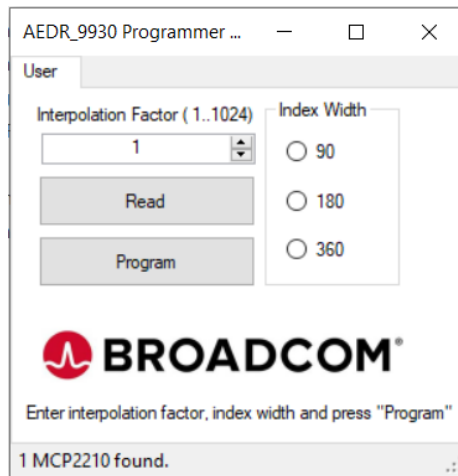 AEDR_9930 Programmer ...
User
Interpolation Factor ( 1..1024)
1
Read
Program
Index Width
90
180
360
BROADCOM®
Enter interpolation factor, index width and press "Program"
1 MCP2210 found.